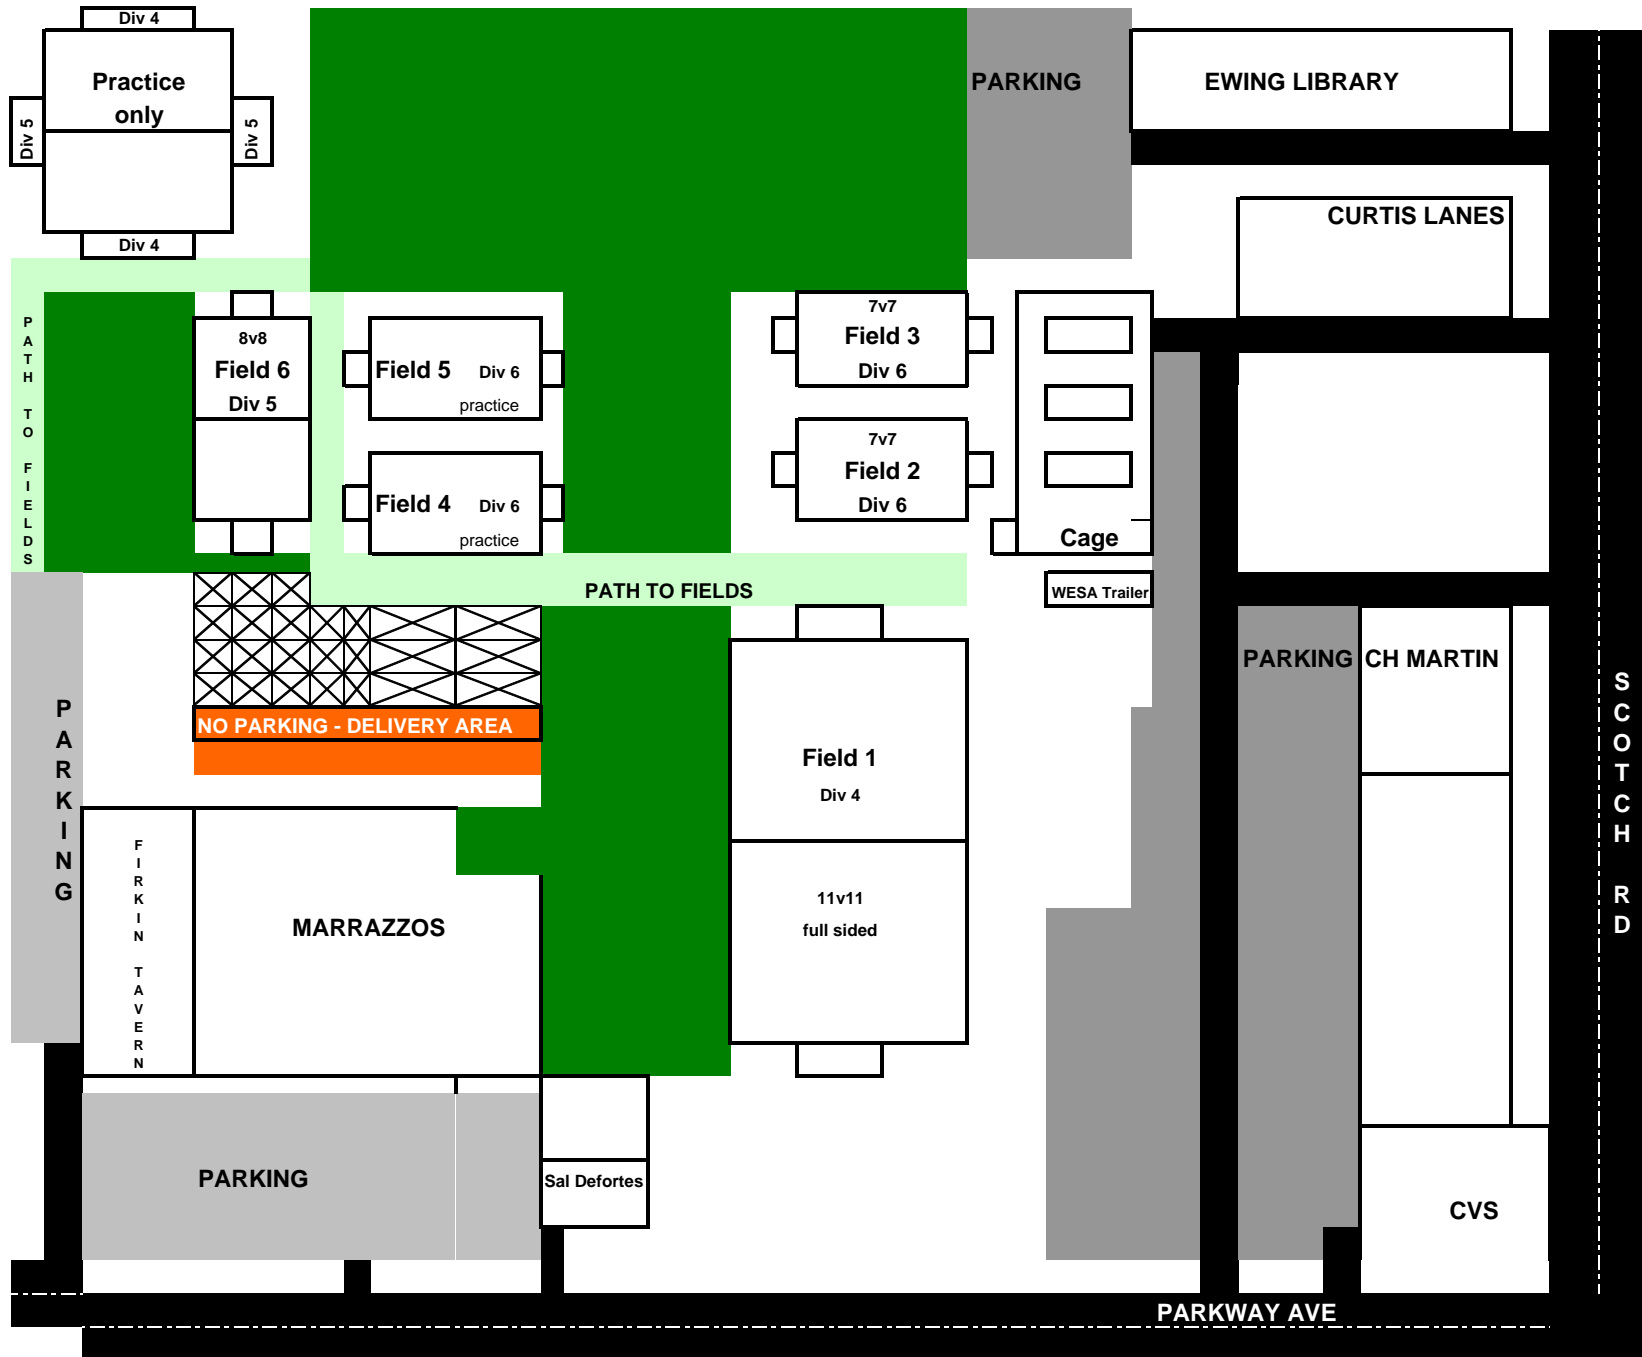 Div 4
Practice
only
Div 5
Div 5
Div 4
PARKING
EWING LIBRARY
CURTIS LANES
PATH TO FIELDS
8v8
Field 6
Div 5
Field 5 Div 6
practice
Field 4 Div 6
practice
7v7
Field 3
Div 6
7v7
Field 2
Div 6
Cage
WESA Trailer
PATH TO FIELDS
PARKING
NO PARKING - DELIVERY AREA
Field 1
Div 4
11v11
full sided
PARKING
CH MARTIN
SCOTCH RD
FIRKIN TAVERN
MARRAZZOS
PARKING
Sal Defortes
CVS
PARKWAY AVE